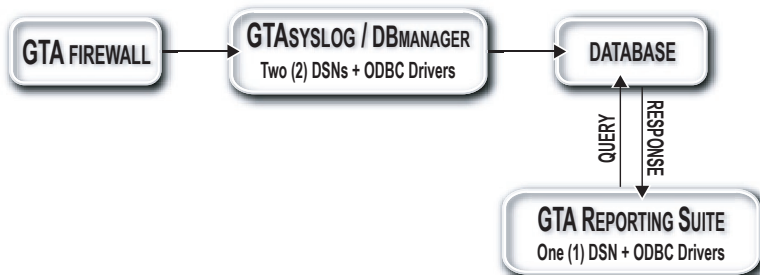 GTA FIREWALL
GTASYSLOG / DBMANAGER
Two (2) DSNs + ODBC Drivers
DATABASE
QUERY
RESPONSE
GTA REPORTING SUITE
One (1) DSN + ODBC Drivers